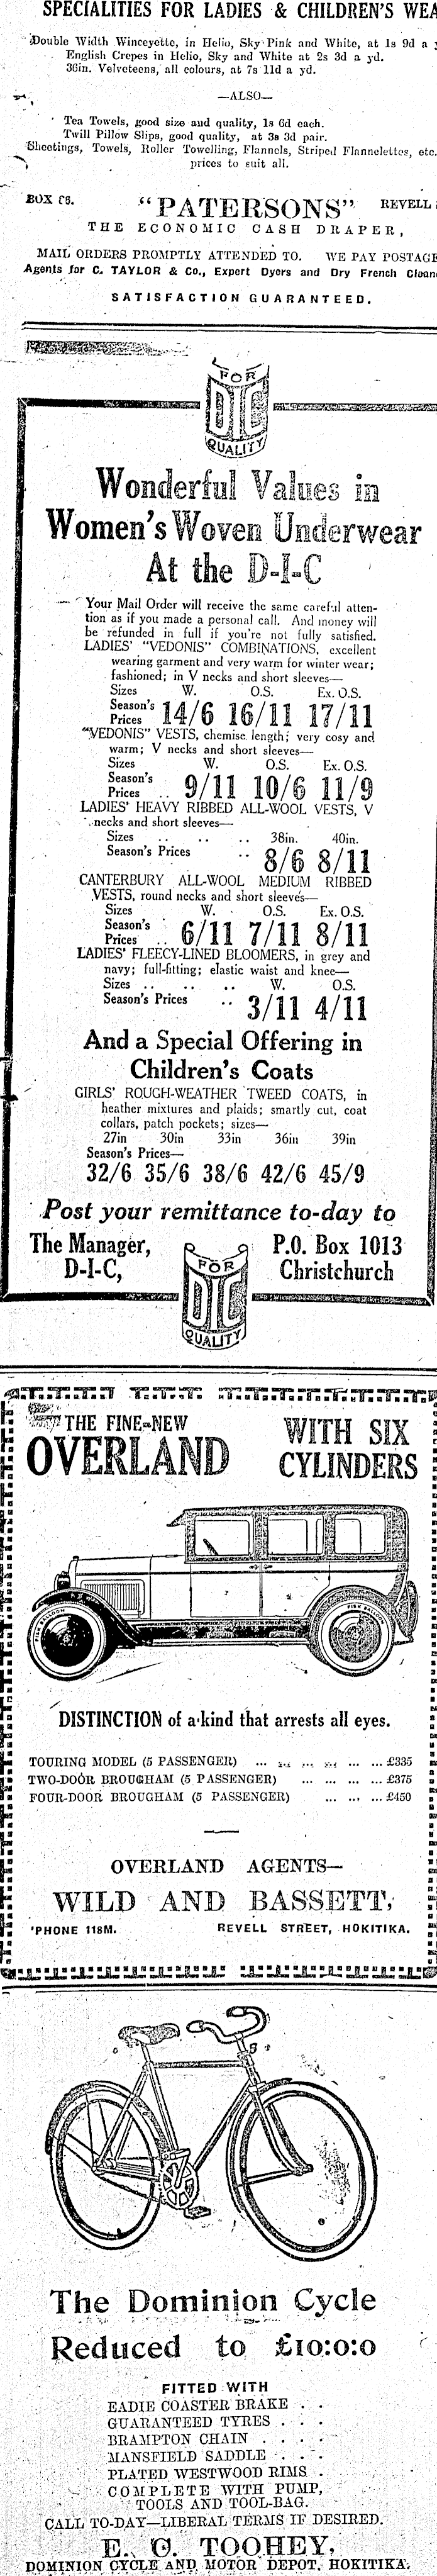 SPECIALITIES FOR LADIES & CHILDREN'S WEA
Double Width Winceyette, in Helio, Sky Pink and White, at 1s 9d a
English Crepes in Helio, Sky and White at 2s 3d a yd.
36in. Velveteens, all colours, at 7s 11d a yd.
—ALSO—
Tea Towels, good size and quality, 1s 6d each.
Twill Pillow Slips, good quality, at 3s 3d pair.
Sheetings, Towels, Roller Towelling, Flannels, Striped Flannelettes, etc.
prices to suit all.
BOX "PATERSONS" REVELL
THE ECONOMIC CASH DRAPER,
MAIL ORDERS PROMPTLY ATTENDED TO. WE PAY POSTAGE
Agents for C. TAYLOR & Co., Expert Dyers and Dry French Clean
SATISFACTION GUARANTEED.
FOR
DIC
QUALITY
Wonderful Values in
Women's Woven Underwear
At the D-I-C
Your Mail Order will receive the same careful atten-
tion as if you made a personal call. And money will
be refunded in full if you're not fully satisfied.
LADIES' "VEDONIS" COMBINATIONS, excellent
wearing garment and very warm for winter wear;
fashioned; in V necks and short sleeves—
Sizes W. O.S. Ex. O.S.
Season's
Prices 14/6 16/11 17/11
"VEDONIS" VESTS, chemise length; very cosy and
warm; V necks and short sleeves—
Sizes W. O.S. Ex. O.S.
Season's
Prices .. 9/11 10/6 11/9
LADIES' HEAVY RIBBED ALL-WOOL VESTS, V
necks and short sleeves—
Sizes .. .. .. 38in. 40in.
Season's Prices .. 8/6 8/11
CANTERBURY ALL-WOOL MEDIUM RIBBED
VESTS, round necks and short sleeves—
Sizes W. O.S. Ex. O.S.
Season's
Prices .. 6/11 7/11 8/11
LADIES' FLEECY-LINED BLOOMERS, in grey and
navy; full-fitting; elastic waist and knee—
Sizes .. .. .. W. O.S.
Season's Prices .. 3/11 4/11
And a Special Offering in
Children's Coats
GIRLS' ROUGH-WEATHER TWEED COATS, in
heather mixtures and plaids; smartly cut, coat
collars, patch pockets; sizes—
27in 30in 33in 36in 39in
Season's Prices—
32/6 35/6 38/6 42/6 45/9
Post your remittance to-day to
The Manager, P.O. Box 1013
D-I-C, Christchurch
FOR
DIC
QUALITY
THE FINE-NEW WITH SIX
OVERLAND CYLINDERS
DISTINCTION of a kind that arrests all eyes.
TOURING MODEL (5 PASSENGER) ... ... ... ... ... ... £335
TWO-DOOR BROUGHAM (5 PASSENGER) ... ... ... ... £375
FOUR-DOOR BROUGHAM (5 PASSENGER) ... ... ... £450
OVERLAND AGENTS—
WILD AND BASSETT,
'PHONE 118M. REVELL STREET, HOKITIKA.
The Dominion Cycle
Reduced to £10:0:0
FITTED WITH
EADIE COASTER BRAKE . .
GUARANTEED TYRES . . .
BRAMPTON CHAIN . . . .
MANSFIELD SADDLE . . .
PLATED WESTWOOD RIMS .
COMPLETE WITH PUMP,
TOOLS AND TOOL-BAG.
CALL TO-DAY—LIBERAL TERMS IF DESIRED.
E. C. TOOHEY,
DOMINION CYCLE AND MOTOR DEPOT, HOKITIKA.